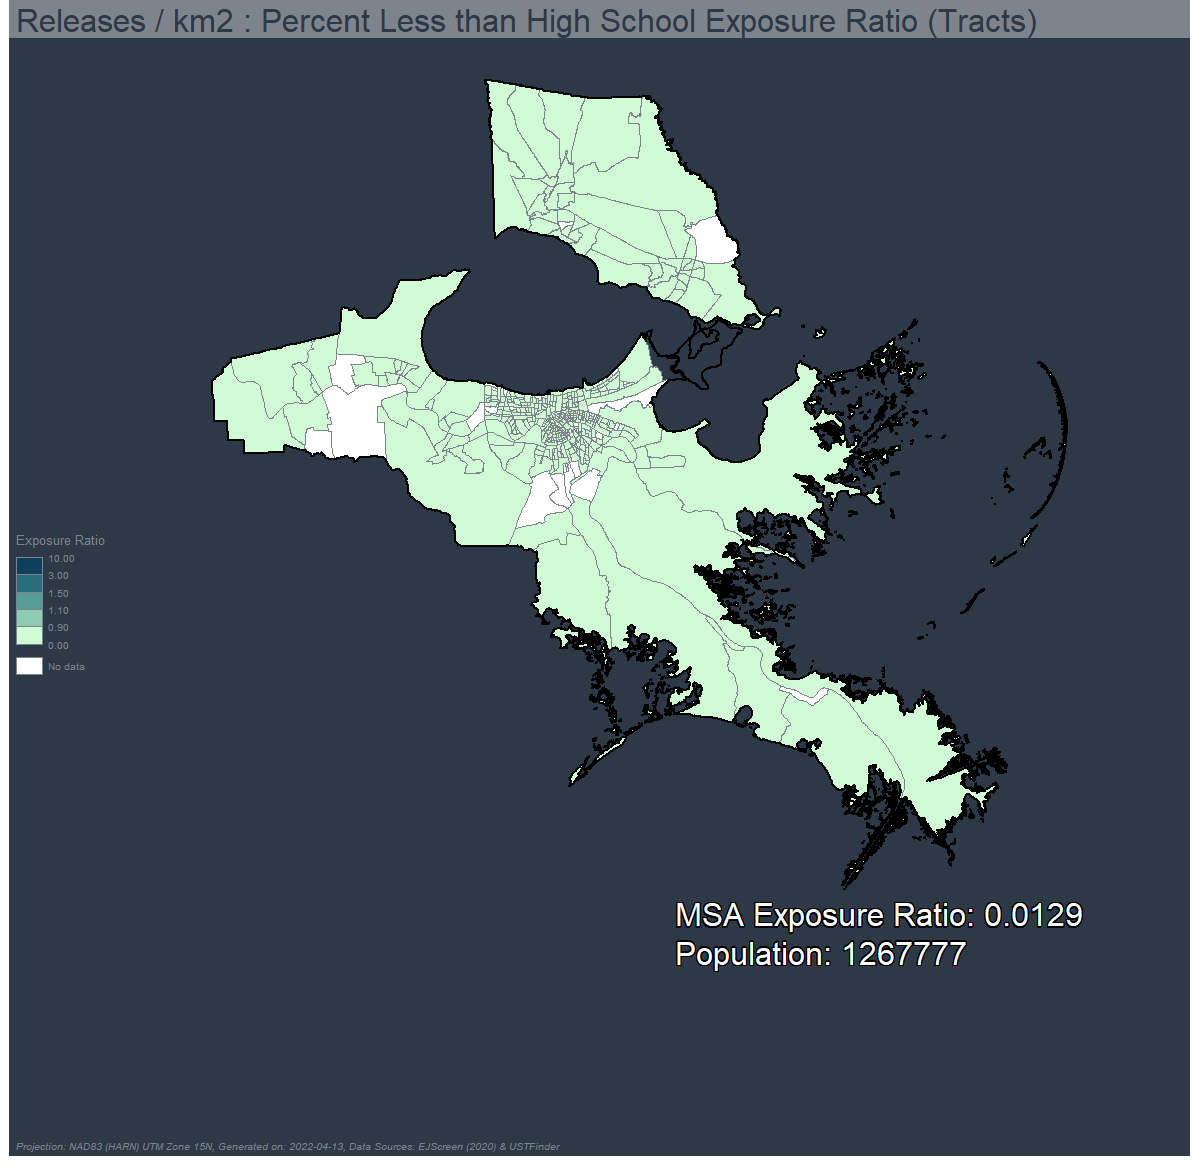 Releases / km2 : Percent Less than High School Exposure Ratio (Tracts)
Exposure Ratio
10.00
3.00
1.50
1.10
0.90
0.00
No data
MSA Exposure Ratio: 0.0129
Population: 1267777
Projection: NAD83 (HARN) UTM Zone 15N, Generated on: 2022-04-13, Data Sources: EJScreen (2020) & USTFinder